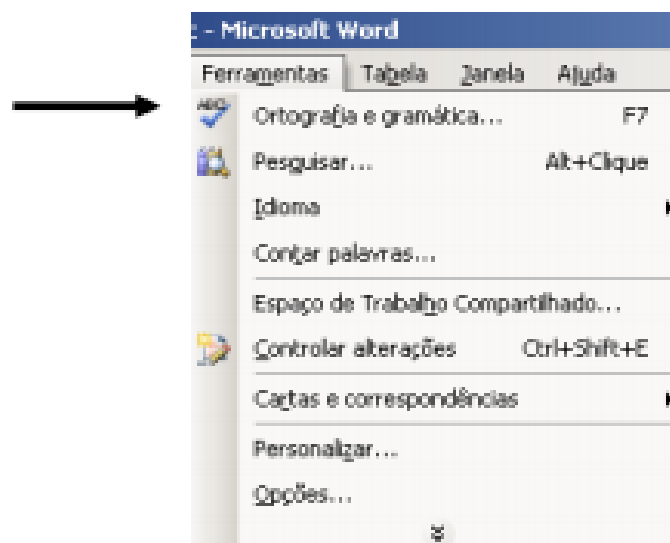 : - Microsoft Word
Ferramentas Tabela Janela Ajuda
ABC
Ortografia e gramática... F7
Pesquisar... Alt+Clique
Idioma
Contar palavras...
Espaço de Trabalho Compartilhado...
Controlar alterações Ctrl+Shift+E
Cartas e correspondências
Personalizar...
Opções...